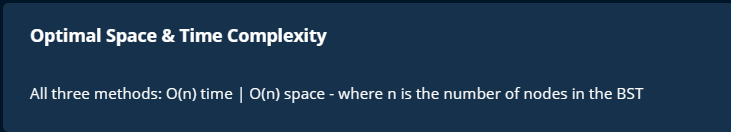 Optimal Space & Time Complexity
All three methods: O(n) time | O(n) space - where n is the number of nodes in the BST